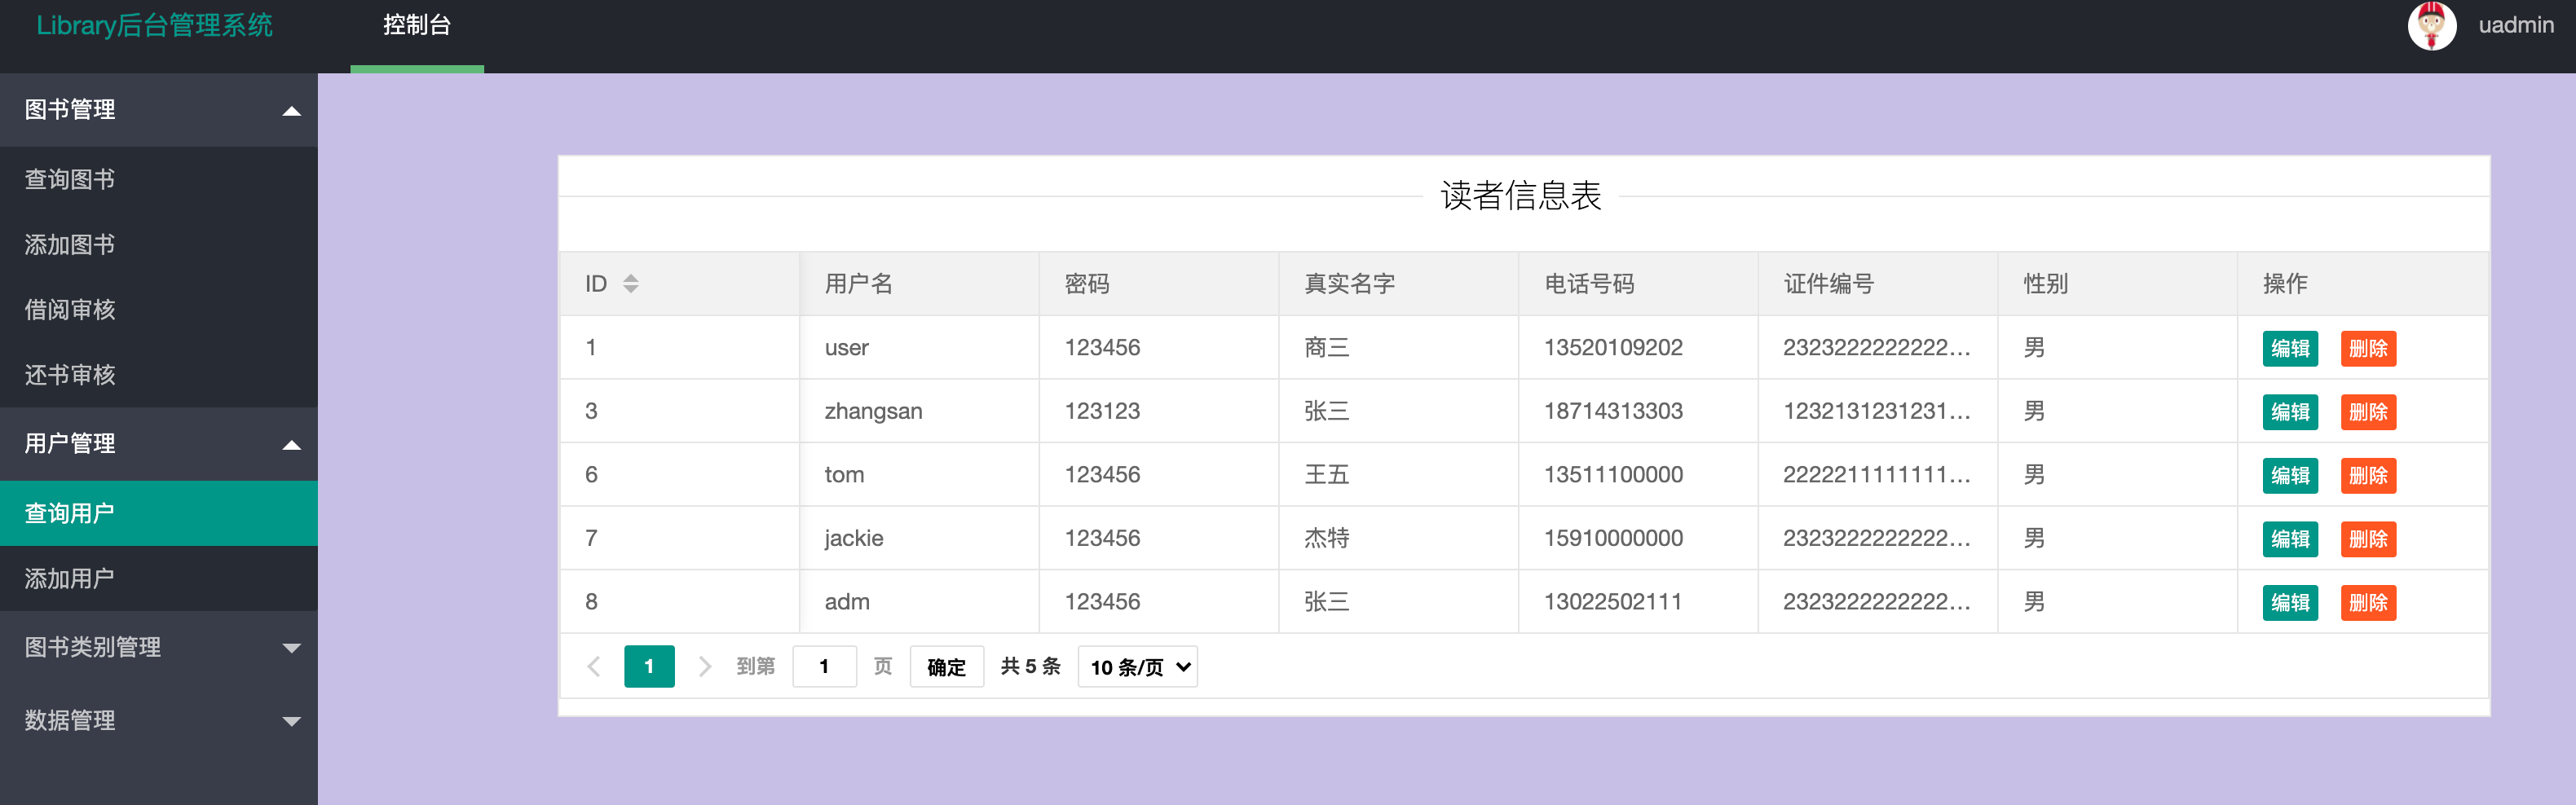 Library后台管理系统 控制台 uadmin
图书管理
查询图书
添加图书
借阅审核
还书审核
用户管理
查询用户
添加用户
图书类别管理
数据管理
读者信息表
ID 用户名 密码 真实名字 电话号码 证件编号 性别 操作
1 user 123456 商三 13520109202 2323222222222... 男 编辑 删除
3 zhangsan 123123 张三 18714313303 1232131231231... 男 编辑 删除
6 tom 123456 王五 13511100000 2222211111111... 男 编辑 删除
7 jackie 123456 杰特 15910000000 2323222222222... 男 编辑 删除
8 adm 123456 张三 13022502111 2323222222222... 男 编辑 删除
1 到第 1 页 确定 共 5 条 10 条/页